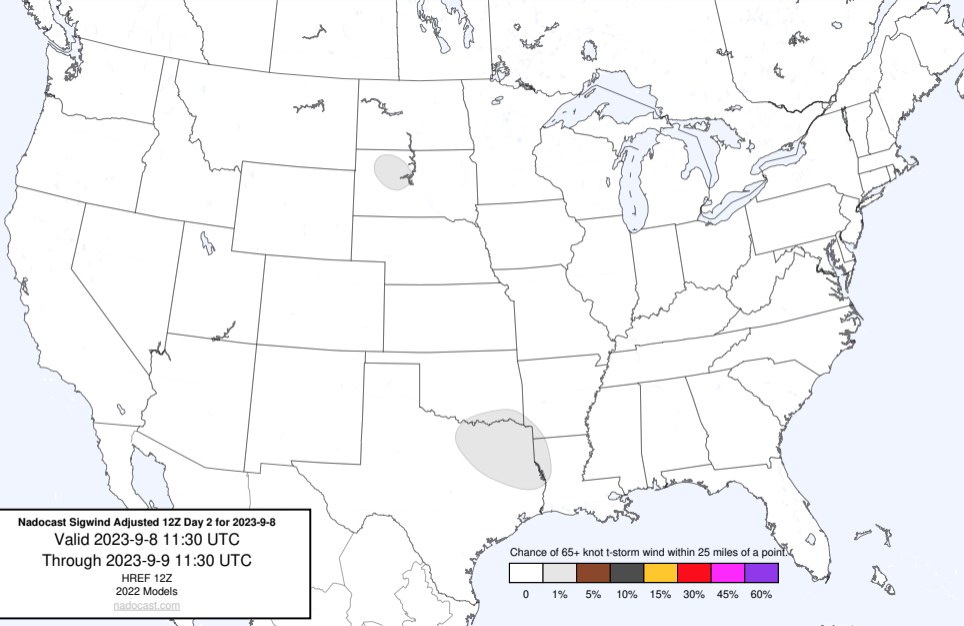 Nadocast Sigwind Adjusted 12Z Day 2 for 2023-9-8
Valid 2023-9-8 11:30 UTC
Through 2023-9-9 11:30 UTC
HREF 12Z
2022 Models
nadocast.com
Chance of 65+ knot t-storm wind within 25 miles of a point.
0 1% 5% 10% 15% 30% 45% 60%